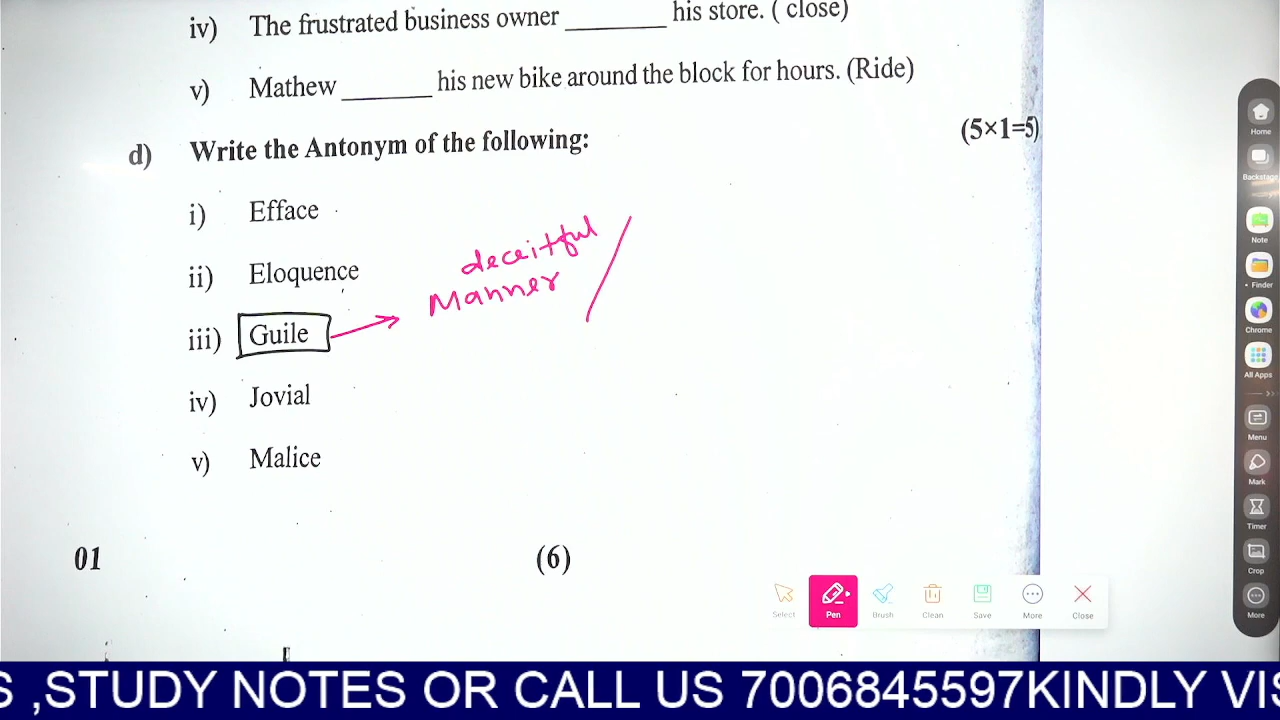 iv) The frustrated business owner ________ his store. ( close)
v) Mathew ________ his new bike around the block for hours. (Ride)
d) Write the Antonym of the following: (5×1=5)
i) Efface
ii) Eloquence
deceitful
Manner /
iii) Guile
iv) Jovial
v) Malice
01 (6)
Home
Backstage
Note
Finder
Chrome
All Apps
Menu
Mark
Timer
Crop
More
Select Pen Brush Clean Save More Close
S ,STUDY NOTES OR CALL US 7006845597KINDLY VIS